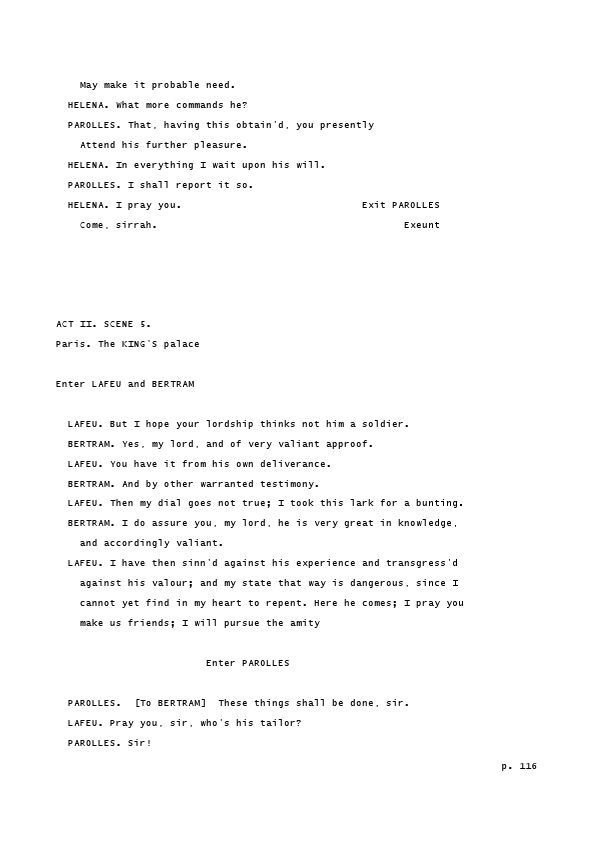 May make it probable need.
HELENA. What more commands he?
PAROLLES. That, having this obtain'd, you presently
Attend his further pleasure.
HELENA. In everything I wait upon his will.
PAROLLES. I shall report it so.
HELENA. I pray you. Exit PAROLLES
Come, sirrah. Exeunt
ACT II. SCENE 5.
Paris. The KING'S palace
Enter LAFEU and BERTRAM
LAFEU. But I hope your lordship thinks not him a soldier.
BERTRAM. Yes, my lord, and of very valiant approof.
LAFEU. You have it from his own deliverance.
BERTRAM. And by other warranted testimony.
LAFEU. Then my dial goes not true; I took this lark for a bunting.
BERTRAM. I do assure you, my lord, he is very great in knowledge,
and accordingly valiant.
LAFEU. I have then sinn'd against his experience and transgress'd
against his valour; and my state that way is dangerous, since I
cannot yet find in my heart to repent. Here he comes; I pray you
make us friends; I will pursue the amity
Enter PAROLLES
PAROLLES. [To BERTRAM] These things shall be done, sir.
LAFEU. Pray you, sir, who's his tailor?
PAROLLES. Sir!
p. 116